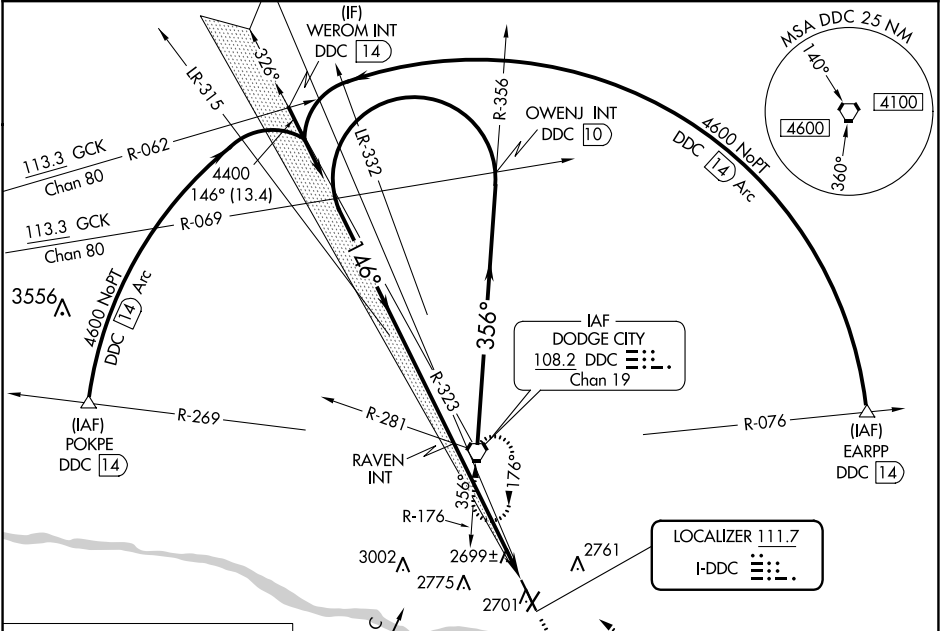 (IF)
WEROM INT
DDC 14
MSA DDC 25 NM
140°
4100
4600
360°
326°
LR-315
R-356
OWENJ INT
DDC 10
LR-332
4600 NoPT
DDC 14 Arc
113.3 GCK R-062
Chan 80
4400
146° (13.4)
113.3 GCK R-069
Chan 80
3556
4600 NoPT
DDC 14 Arc
146°
356°
IAF
DODGE CITY
108.2 DDC
Chan 19
R-323
R-269
R-281
R-076
(IAF)
POKPE
DDC 14
(IAF)
EARPP
DDC 14
RAVEN
INT
356°
176°
R-176
3002
2699±
2761
2775
2701
LOCALIZER 111.7
I-DDC
C